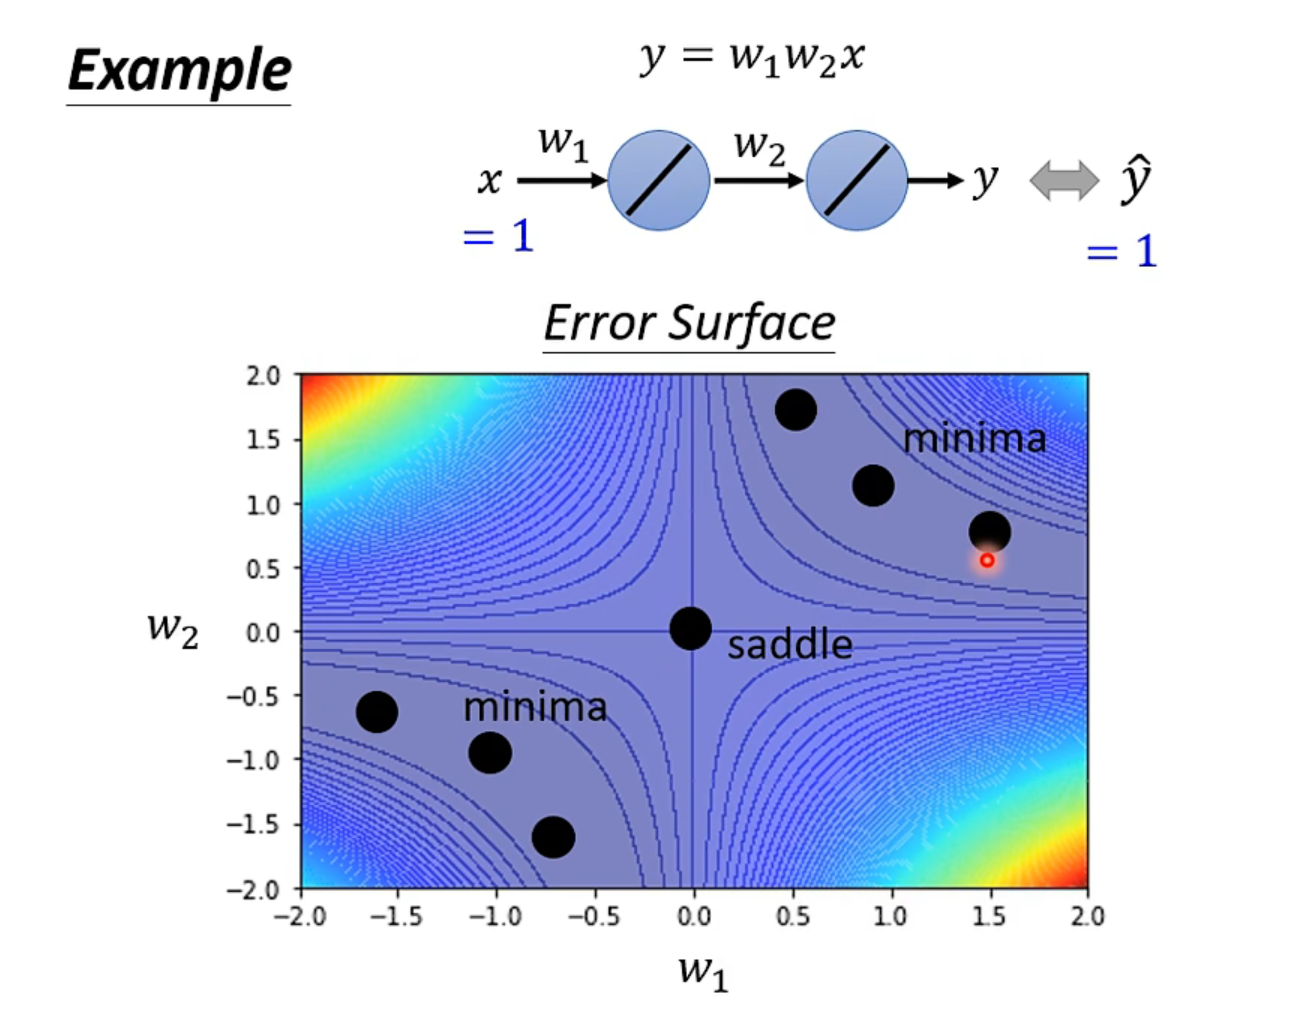 Example
y = w₁w₂x
w₁
w₂
x
y
ŷ
= 1
= 1
Error Surface
2.0
1.5
minima
1.0
0.5
w₂
0.0
saddle
−0.5
minima
−1.0
−1.5
−2.0
−2.0 −1.5 −1.0 −0.5 0.0 0.5 1.0 1.5 2.0
w₁